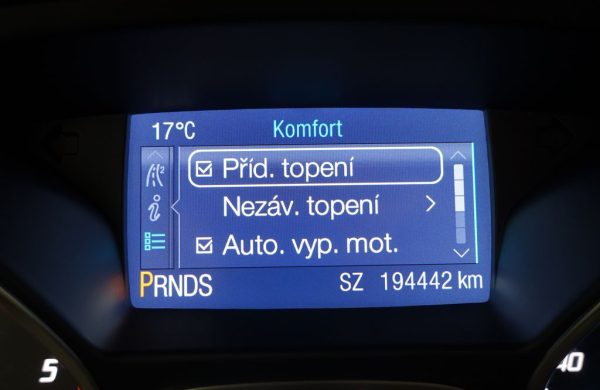 17°C Komfort
Příd. topení
Nezáv. topení
Auto. vyp. mot.
PRNDS SZ 194442 km
5 40